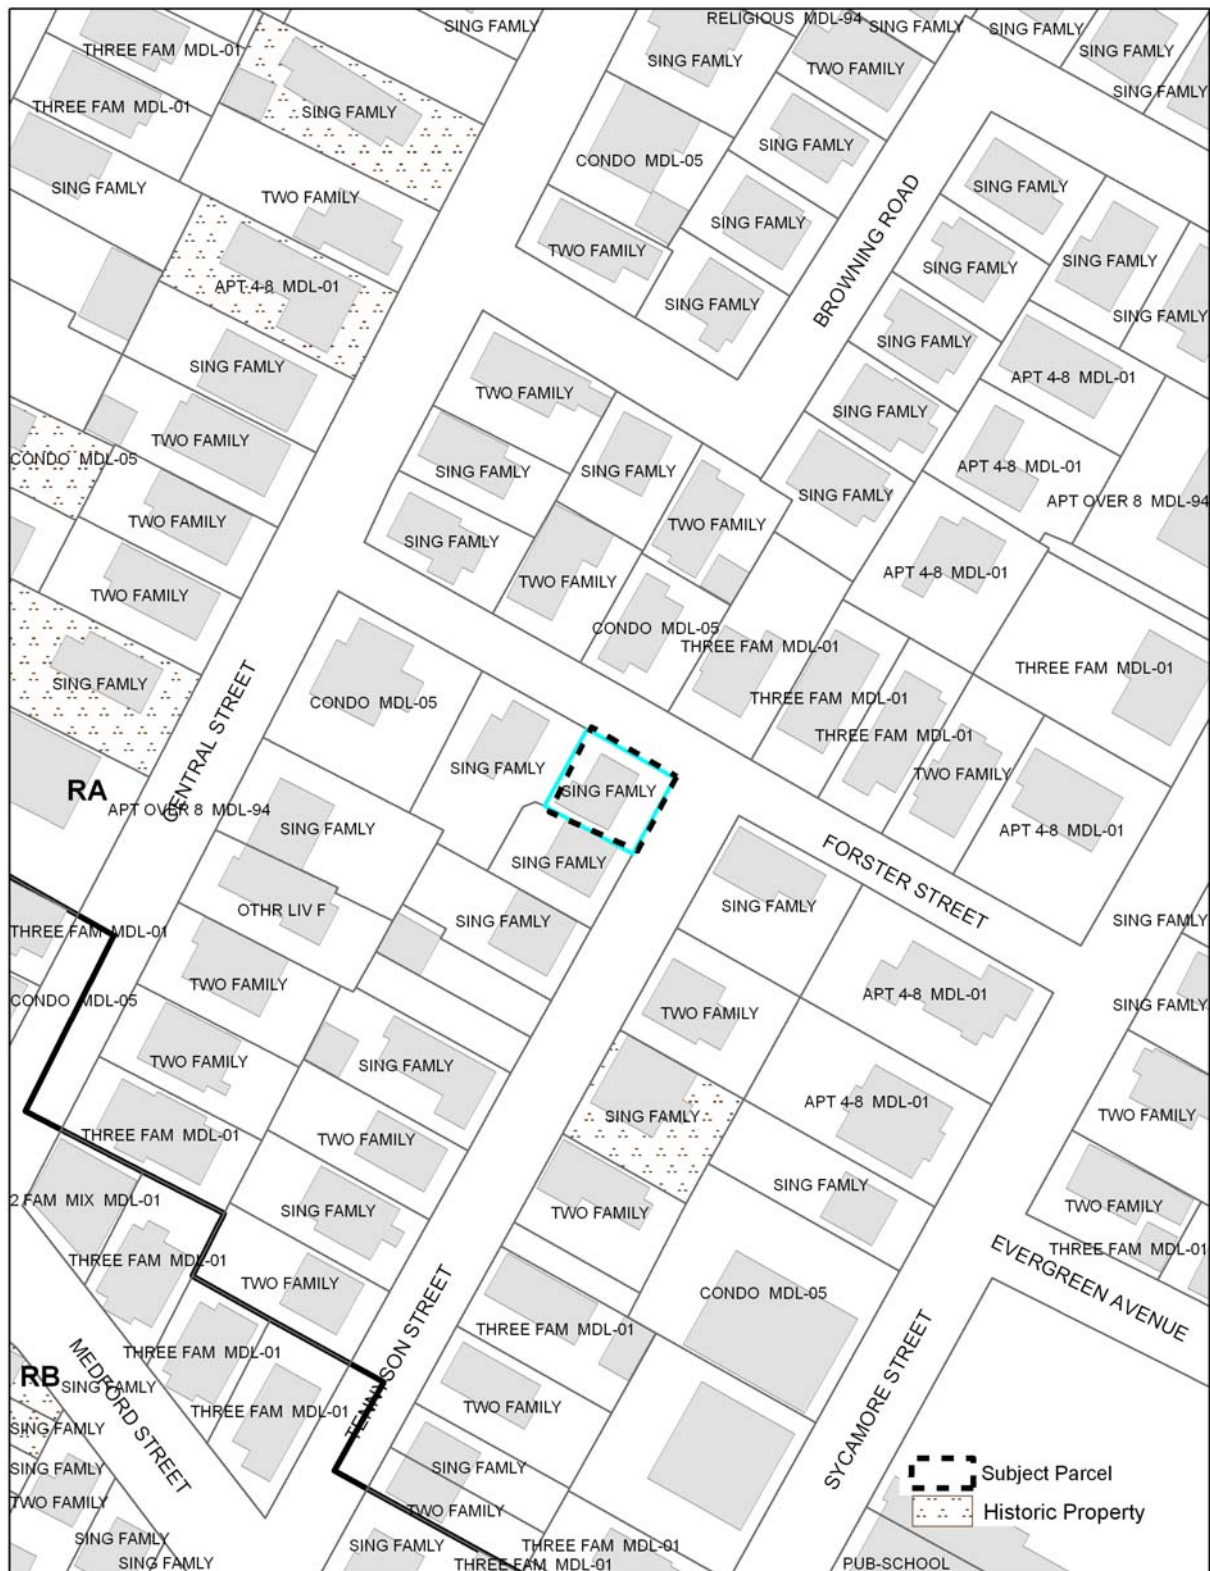 SING FAMLY
RELIGIOUS MDL-94
SING FAMLY
SING FAMLY
THREE FAM MDL-01
SING FAMLY
SING FAMLY
TWO FAMILY
SING FAMLY
THREE FAM MDL-01
SING FAMLY
SING FAMLY
CONDO MDL-05
SING FAMLY
SING FAMLY
TWO FAMILY
SING FAMLY
BROWNING ROAD
TWO FAMILY
SING FAMLY
SING FAMLY
APT 4-8 MDL-01
SING FAMLY
SING FAMLY
SING FAMLY
SING FAMLY
APT 4-8 MDL-01
TWO FAMILY
SING FAMLY
TWO FAMILY
CONDO MDL-05
SING FAMLY
SING FAMLY
APT 4-8 MDL-01
SING FAMLY
APT OVER 8 MDL-94
TWO FAMILY
TWO FAMILY
SING FAMLY
APT 4-8 MDL-01
TWO FAMILY
TWO FAMILY
CONDO MDL-05
THREE FAM MDL-01
THREE FAM MDL-01
SING FAMLY
CENTRAL STREET
CONDO MDL-05
THREE FAM MDL-01
THREE FAM MDL-01
SING FAMLY
TWO FAMILY
RA
SING FAMLY
APT OVER 8 MDL-94
SING FAMLY
APT 4-8 MDL-01
SING FAMLY
FORSTER STREET
OTHR LIV F
SING FAMLY
SING FAMLY
SING FAMLY
THREE FAM MDL-01
TWO FAMILY
APT 4-8 MDL-01
CONDO MDL-05
TWO FAMILY
SING FAMLY
TWO FAMILY
SING FAMLY
APT 4-8 MDL-01
SING FAMLY
TWO FAMILY
THREE FAM MDL-01
TWO FAMILY
SING FAMLY
2 FAM MIX MDL-01
SING FAMLY
TWO FAMILY
TWO FAMILY
THREE FAM MDL-01
EVERGREEN AVENUE
THREE FAM MDL-01
TWO FAMILY
CONDO MDL-05
TENNYSON STREET
THREE FAM MDL-01
SYCAMORE STREET
THREE FAM MDL-01
MEDFORD STREET
RB
SING FAMLY
THREE FAM MDL-01
TWO FAMILY
SING FAMLY
SING FAMLY
SING FAMLY
TWO FAMILY
TWO FAMILY
Subject Parcel
Historic Property
SING FAMLY
SING FAMLY
THREE FAM MDL-01
SING FAMLY
THREE FAM MDL-01
PUB-SCHOOL